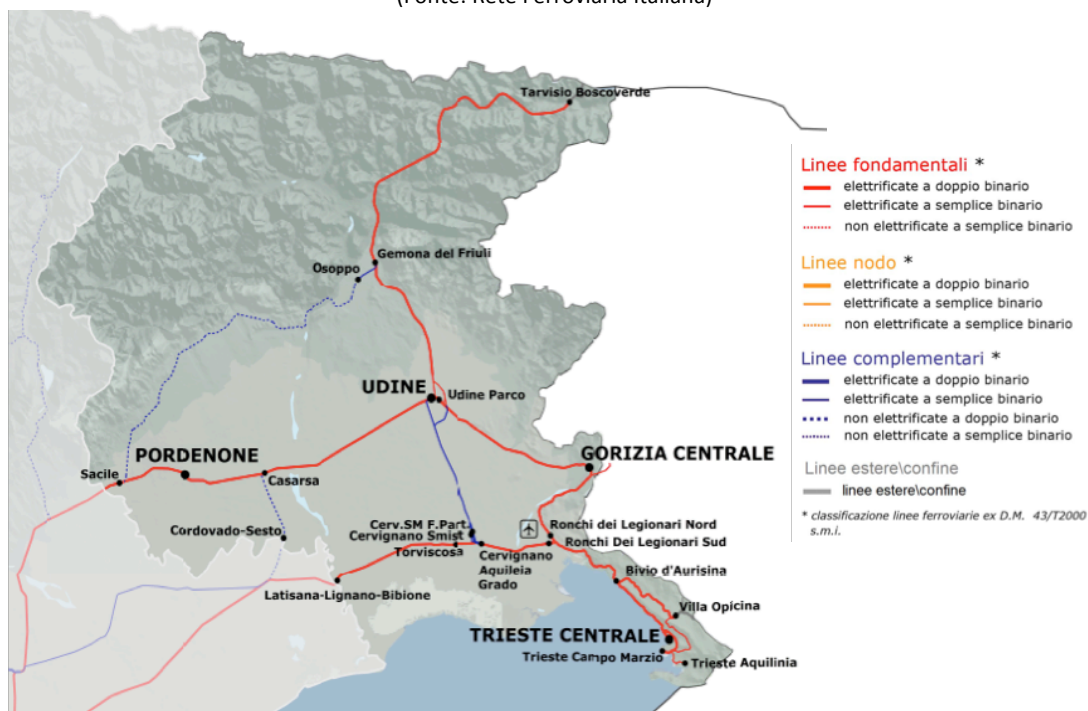 (Fonte: Rete Ferroviaria Italiana)
Tarvisio Boscoverde
Gemona del Friuli
Osoppo
UDINE
Udine Parco
PORDENONE
GORIZIA CENTRALE
Sacile
Casarsa
Cordovado-Sesto
Cerv.SM F.Part.
Cervignano Smist
Torviscosa
Ronchi dei Legionari Nord
Ronchi Dei Legionari Sud
Cervignano
Aquileia
Grado
Bivio d'Aurisina
Latisana-Lignano-Bibione
Villa Opicina
TRIESTE CENTRALE
Trieste Campo Marzio
Trieste Aquilinia
Linee fondamentali *
elettrificate a doppio binario
elettrificate a semplice binario
non elettrificate a semplice binario
Linee nodo *
elettrificate a doppio binario
elettrificate a semplice binario
non elettrificate a semplice binario
Linee complementari *
elettrificate a doppio binario
elettrificate a semplice binario
non elettrificate a doppio binario
non elettrificate a semplice binario
Linee estere\confine
linee estere\confine
* classificazione linee ferroviarie ex D.M. 43/T2000
s.m.i.